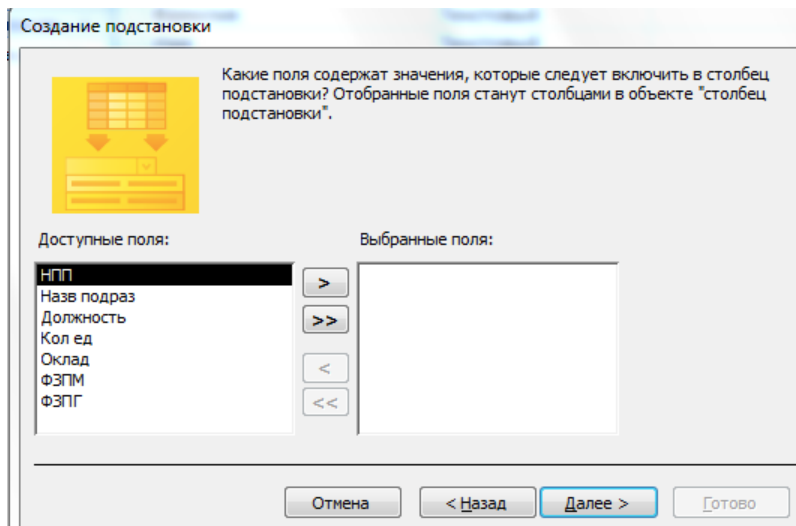 Создание подстановки
Какие поля содержат значения, которые следует включить в столбец
подстановки? Отобранные поля станут столбцами в объекте "столбец
подстановки".
Доступные поля:
Выбранные поля:
НПП
Назв подраз
Должность
Кол ед
Оклад
ФЗПМ
ФЗПГ
>
>>
<
<<
Отмена
< Назад
Далее >
Готово